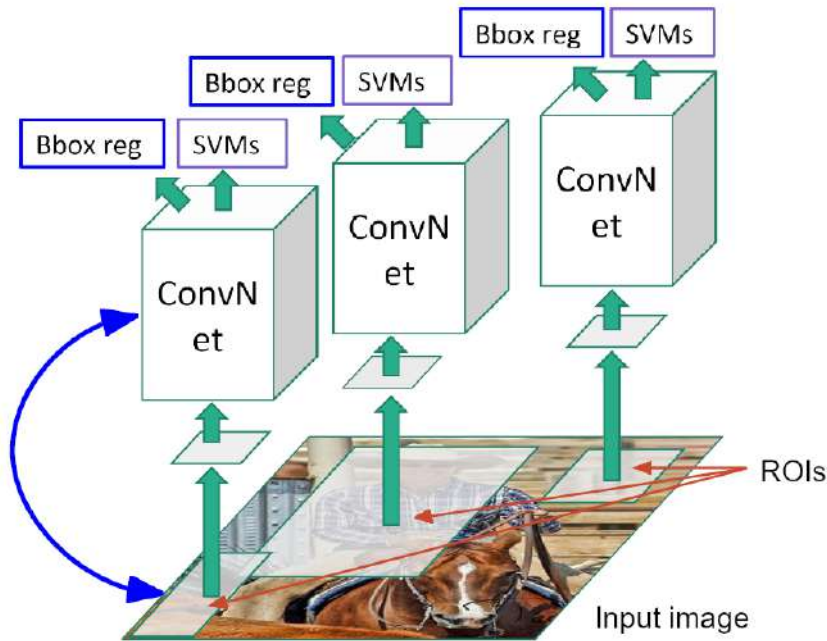 Bbox reg
SVMs
Bbox reg
SVMs
Bbox reg
SVMs
ConvN
et
ConvN
et
ConvN
et
ROIs
Input image